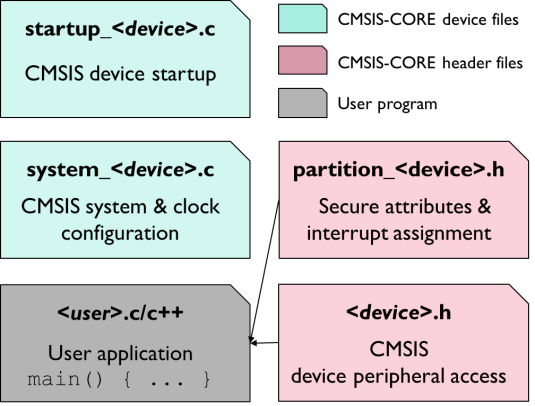 startup_<device>.c
CMSIS device startup
CMSIS-CORE device files
CMSIS-CORE header files
User program
system_<device>.c
CMSIS system & clock
configuration
partition_<device>.h
Secure attributes &
interrupt assignment
<user>.c/c++
User application
main() { ... }
<device>.h
CMSIS
device peripheral access